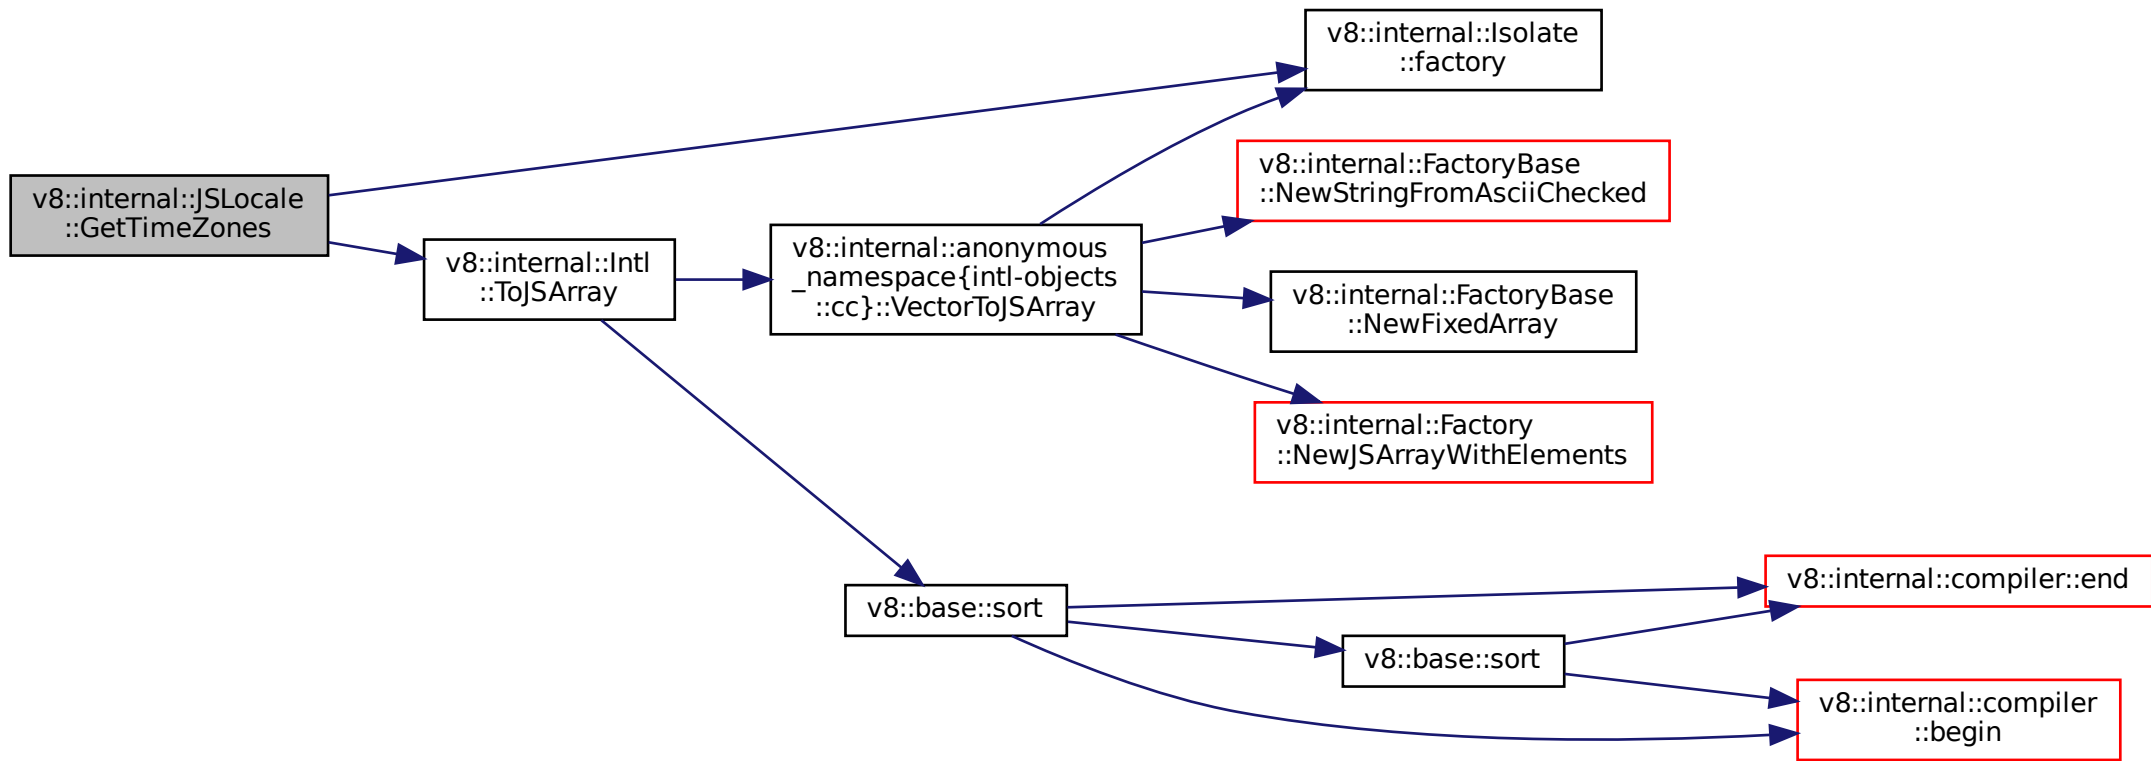 v8::internal::Isolate
::factory
v8::internal::FactoryBase
::NewStringFromAsciiChecked
v8::internal::JSLocale
::GetTimeZones
v8::internal::Intl
::ToJSArray
v8::internal::anonymous
_namespace{intl-objects
::cc}::VectorToJSArray
v8::internal::FactoryBase
::NewFixedArray
v8::internal::Factory
::NewJSArrayWithElements
v8::internal::compiler::end
v8::base::sort
v8::base::sort
v8::internal::compiler
::begin